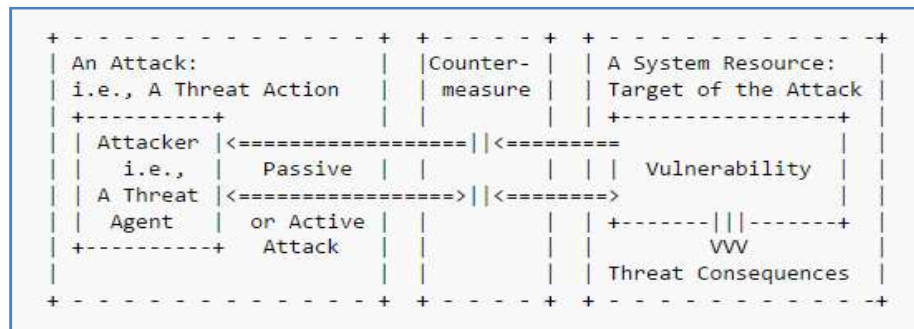 + - - - - - - - - - - - - - + + - - - - - + + - - - - - - - - - - - -+
| An Attack: | |Counter- | | A System Resource: |
| i.e., A Threat Action | | measure | | Target of the Attack |
| +----------+ | | | | +-----------------+ |
| | Attacker |<==================||<========= | |
| | i.e., | Passive | | | | | Vulnerability | |
| | A Threat |<=================>||<========> | |
| | Agent | or Active | | | | +-------|||-------+ |
| +----------+ Attack | | | | VVV |
| | | | | Threat Consequences |
+ - - - - - - - - - - - - - + + - - - - - + + - - - - - - - - - - - -+